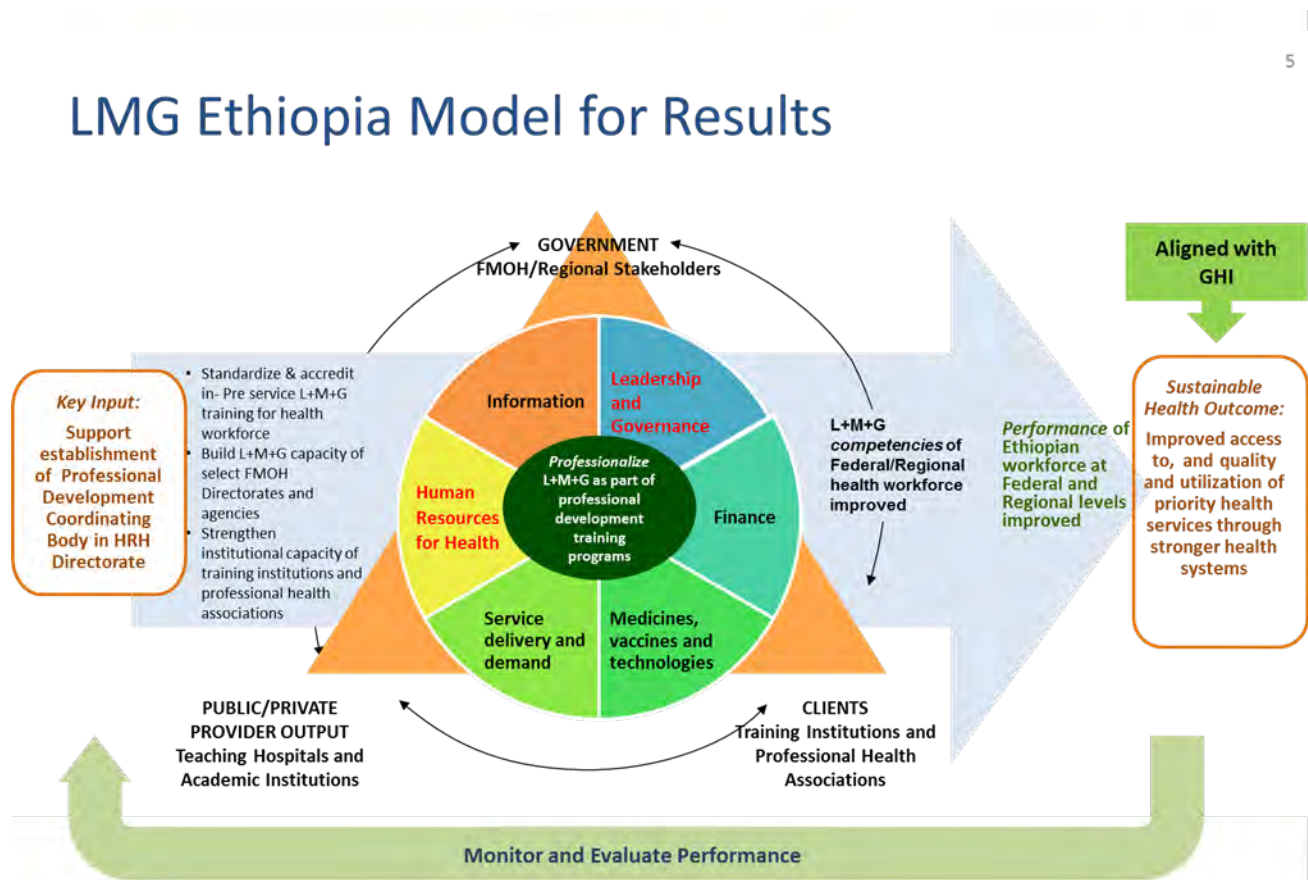 5
LMG Ethiopia Model for Results
GOVERNMENT
FMOH/Regional Stakeholders
Aligned with
GHI
Key Input:
Support
establishment
of Professional
Development
Coordinating
Body in HRH
Directorate
• Standardize & accredit
in- Pre service L+M+G
training for health
workforce
• Build L+M+G capacity of
select FMOH
Directorates and
agencies
• Strengthen
institutional capacity of
training institutions and
professional health
associations
Information
Leadership
and
Governance
Human
Resources
for Health
Professionalize
L+M+G as part of
professional
development
training
programs
Finance
Service
delivery and
demand
Medicines,
vaccines and
technologies
L+M+G
competencies of
Federal/Regional
health workforce
improved
Performance of
Ethiopian
workforce at
Federal and
Regional levels
improved
Sustainable
Health Outcome:
Improved access
to, and quality
and utilization of
priority health
services through
stronger health
systems
PUBLIC/PRIVATE
PROVIDER OUTPUT
Teaching Hospitals and
Academic Institutions
CLIENTS
Training Institutions and
Professional Health
Associations
Monitor and Evaluate Performance